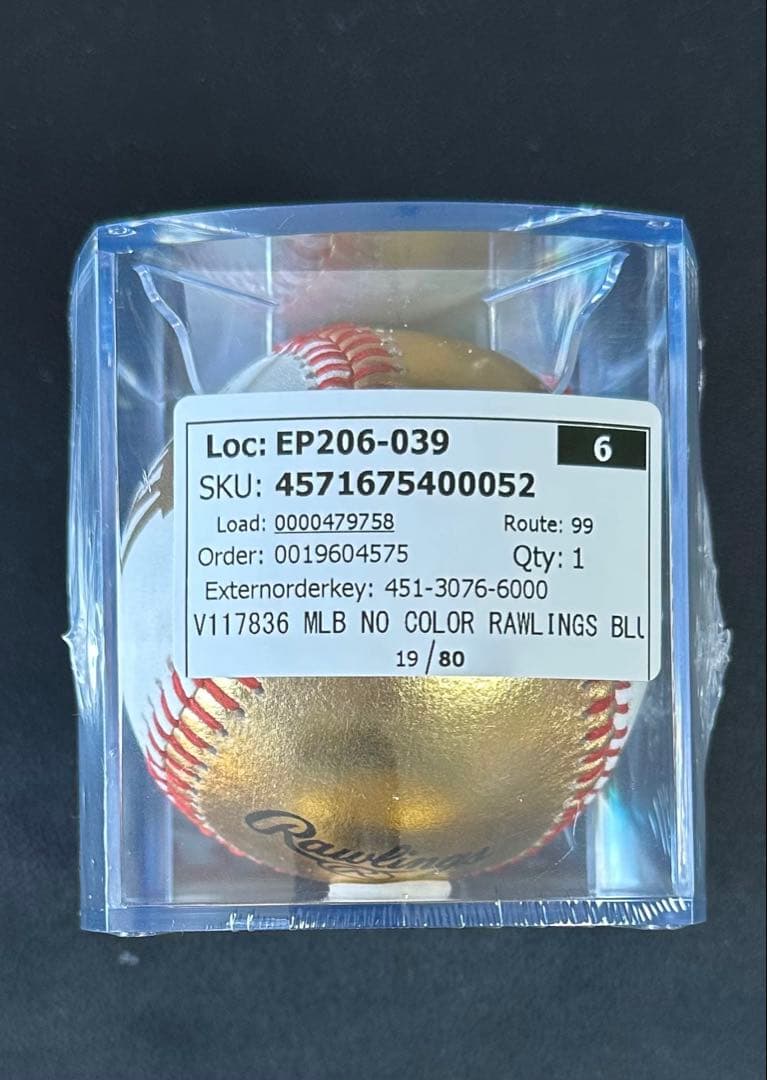 Loc: EP206-039 6
SKU: 4571675400052
Load: 0000479758 Route: 99
Order: 0019604575 Qty: 1
Externorderkey: 451-3076-6000
V117836 MLB NO COLOR RAWLINGS
19 / 80
Rawlings